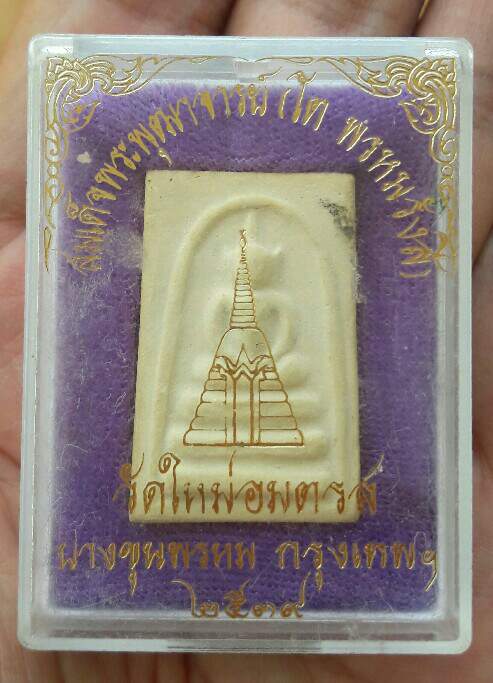 สมเด็จพระพุฒาจารย์ (โต พรหมรังสี)
วัดใหม่อมตรส
บางขุนพรหม กรุงเทพฯ
๒๕๓๙